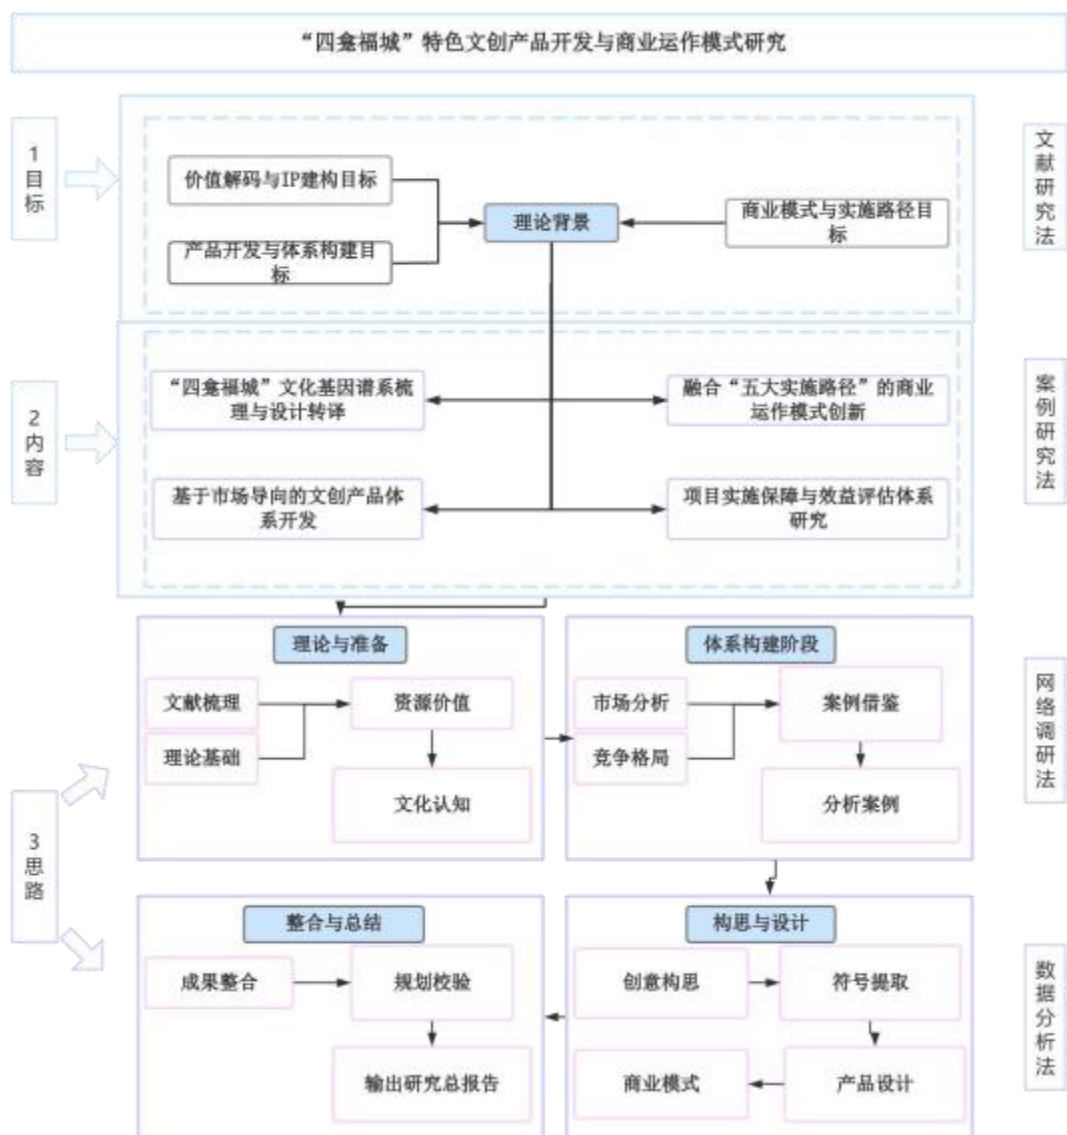 “四龛福城”特色文创产品开发与商业运作模式研究
1目标
价值解码与IP建构目标
产品开发与体系构建目
标
理论背景
商业模式与实施路径目
标
文献研究法
2内容
“四龛福城”文化基因谱系梳
理与设计转译
融合“五大实施路径”的商业
运作模式创新
基于市场导向的文创产品体
系开发
项目实施保障与效益评估体系
研究
案例研究法
3思路
理论与准备
文献梳理
资源价值
理论基础
文化认知
体系构建阶段
市场分析
案例借鉴
竞争格局
分析案例
网络调研法
整合与总结
成果整合
规划校验
输出研究总报告
构思与设计
创意构思
符号提取
商业模式
产品设计
数据分析法